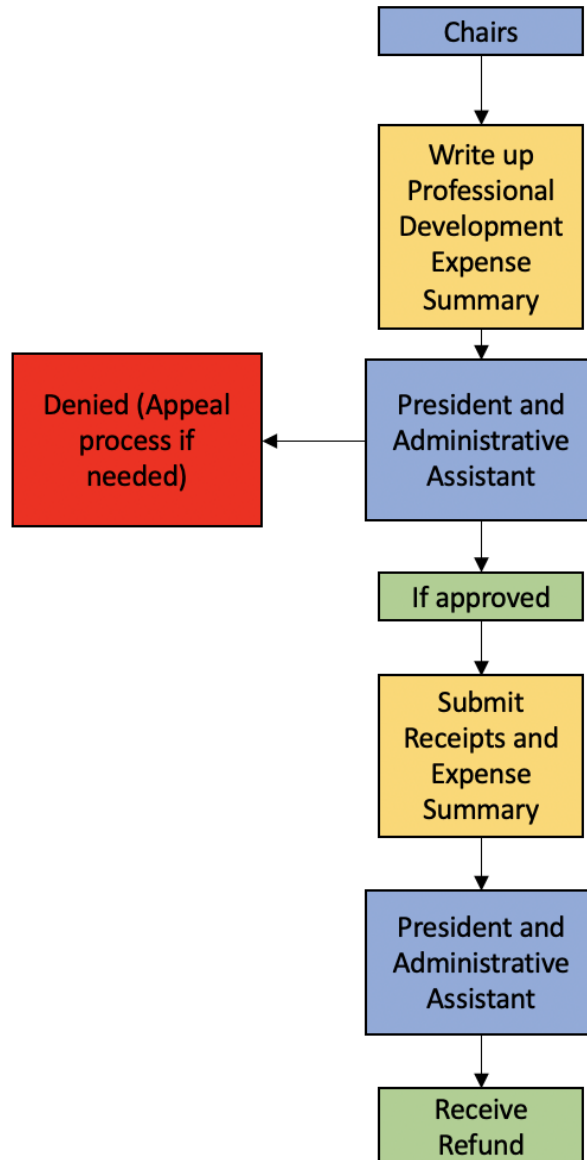 Chairs
Write up
Professional
Development
Expense
Summary
Denied (Appeal
process if
needed)
President and
Administrative
Assistant
If approved
Submit
Receipts and
Expense
Summary
President and
Administrative
Assistant
Receive
Refund